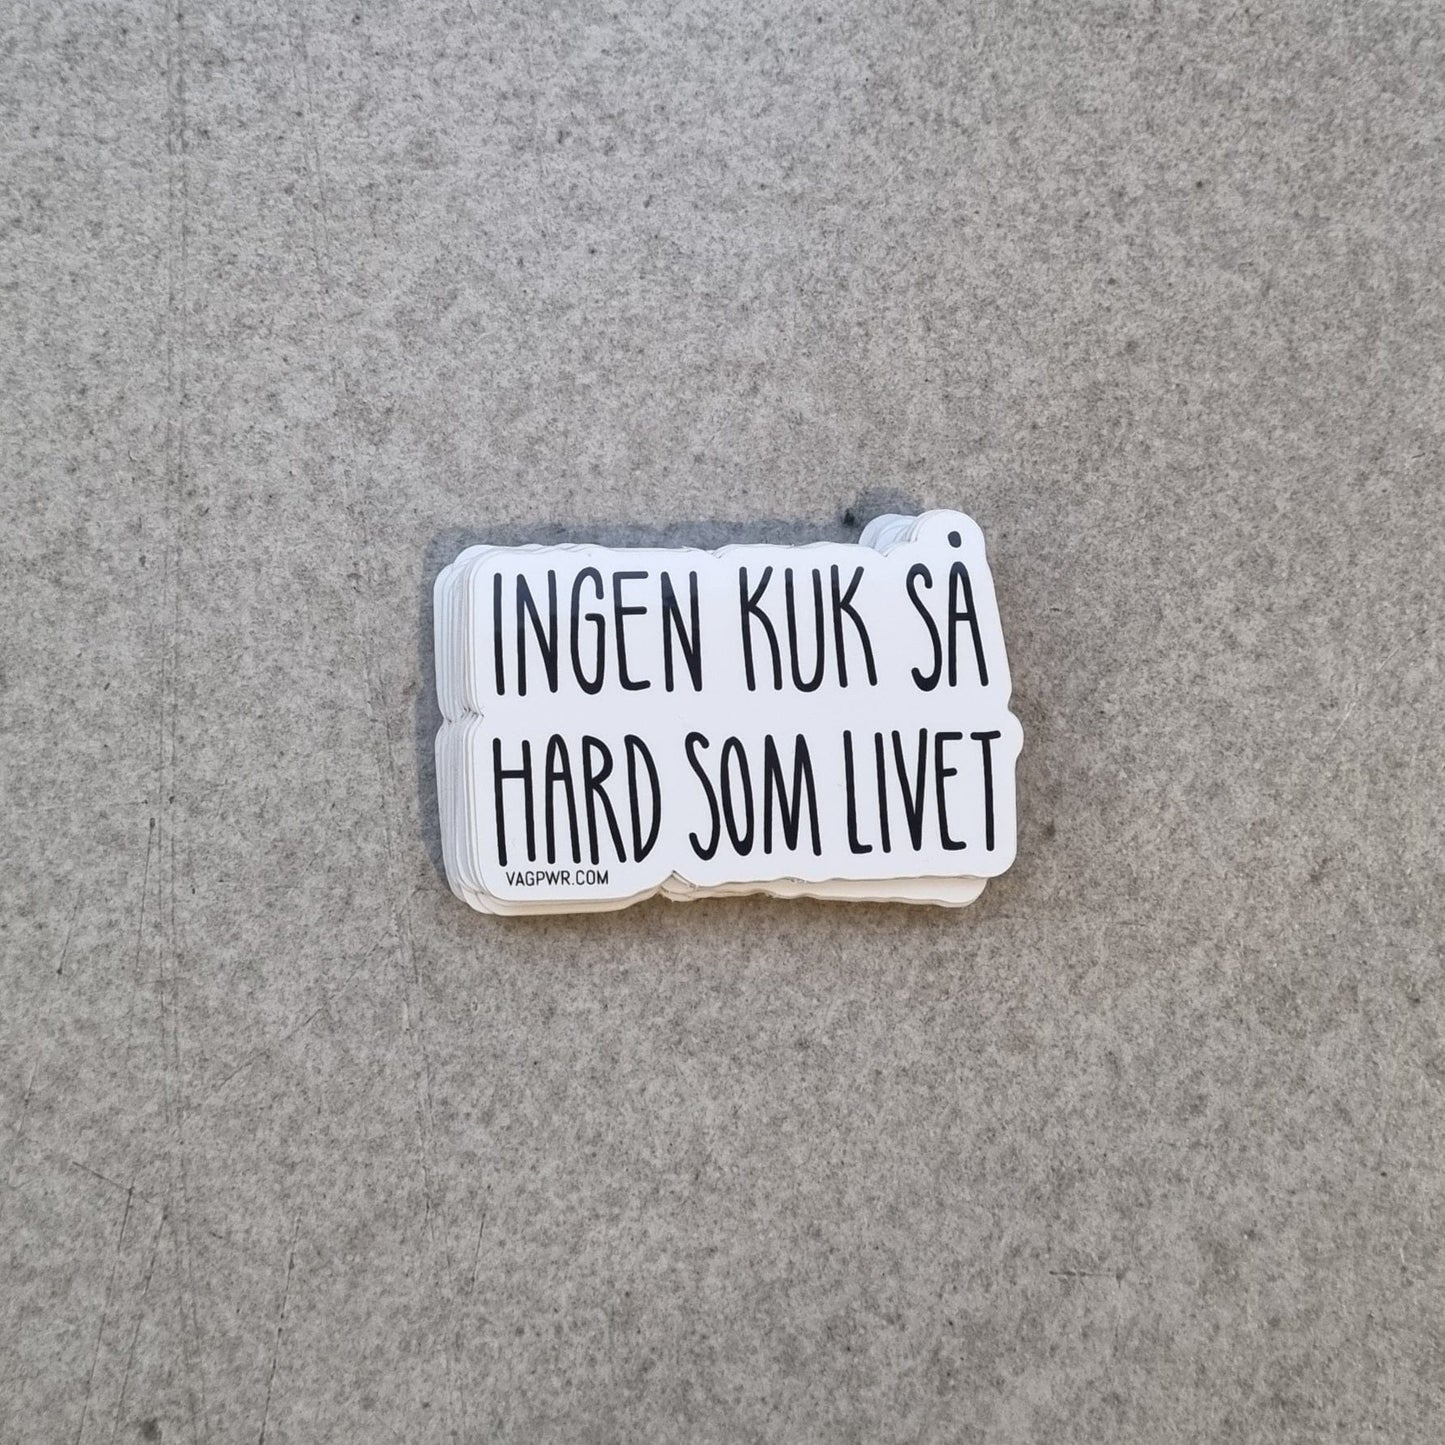 INGEN KUK SÅ
HARD SOM LIVET
VAGPWR.COM